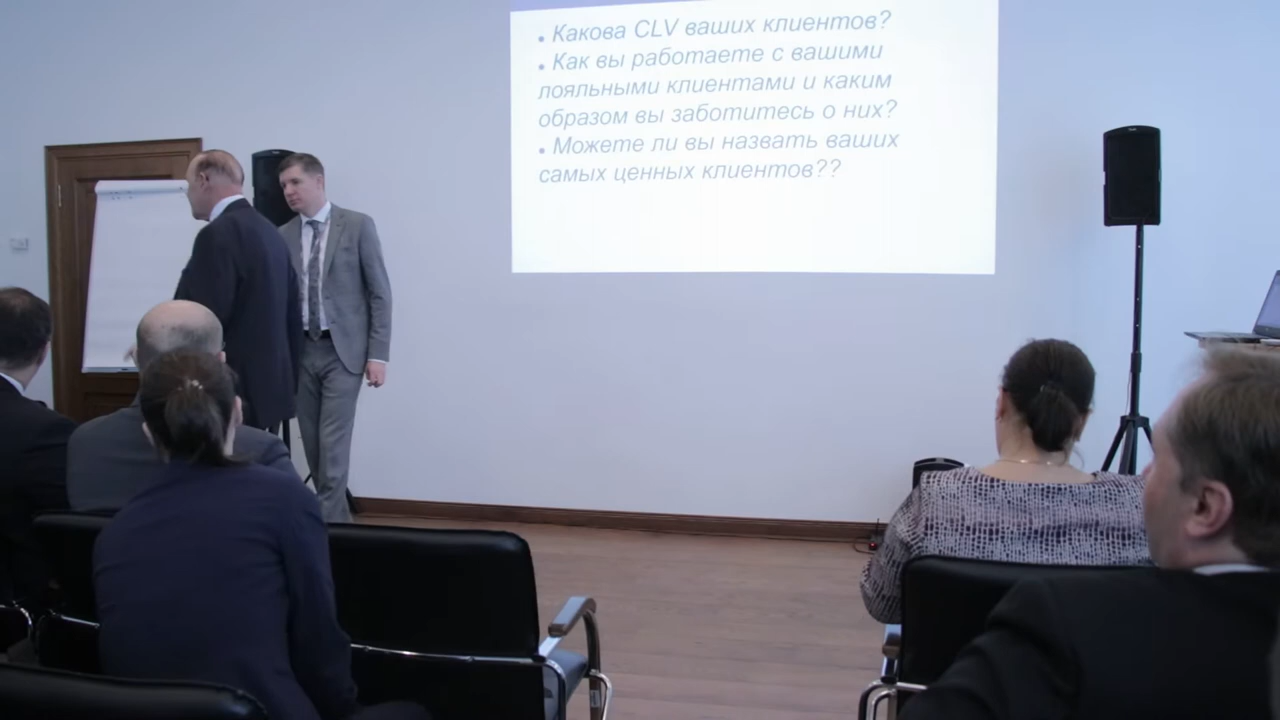 • Какова CLV ваших клиентов?
• Как вы работаете с вашими
лояльными клиентами и каким
образом вы заботитесь о них?
• Можете ли вы назвать ваших
самых ценных клиентов??